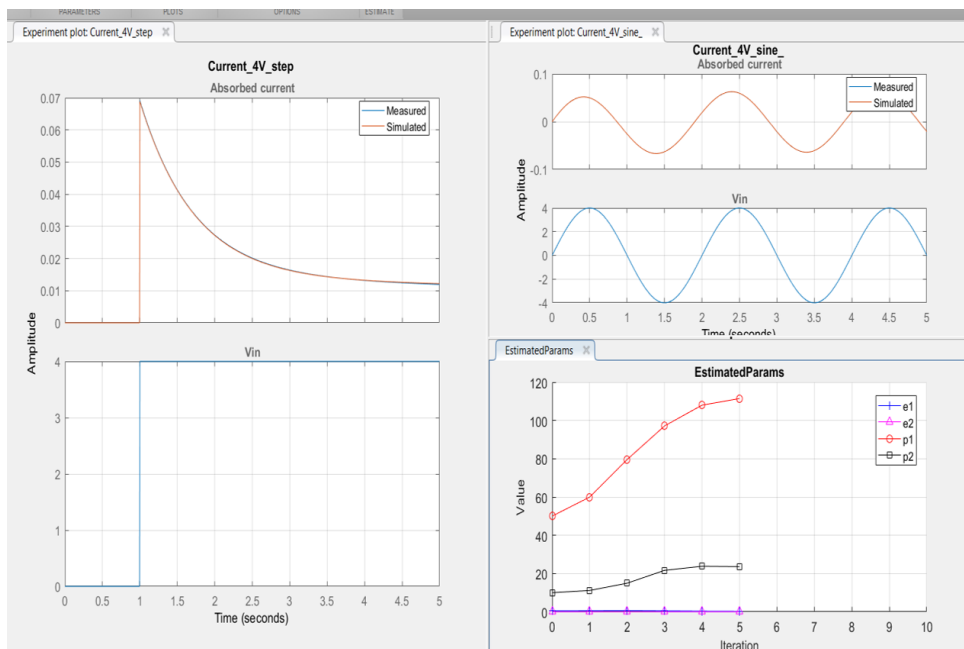 PARAMETERS PLOTS OPTIONS ESTIMATE
Experiment plot: Current_4V_step
Current_4V_step
Absorbed current
0.07
0.06
0.05
0.04
0.03
0.02
0.01
0
Measured
Simulated
Amplitude
Vin
4
3
2
1
0
0 0.5 1 1.5 2 2.5 3 3.5 4 4.5 5
Time (seconds)
Experiment plot: Current_4V_sine_
Current_4V_sine_
Absorbed current
0.1
0
-0.1
Measured
Simulated
Amplitude
Vin
4
2
0
-2
-4
0 0.5 1 1.5 2 2.5 3 3.5 4 4.5 5
Time (seconds)
EstimatedParams
EstimatedParams
120
100
80
60
40
20
0
e1
e2
p1
p2
Value
0 1 2 3 4 5 6 7 8 9 10
Iteration